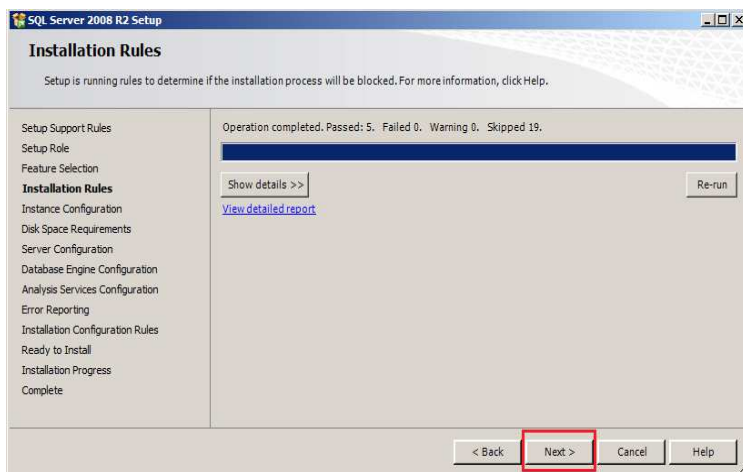 SQL Server 2008 R2 Setup
Installation Rules
Setup is running rules to determine if the installation process will be blocked. For more information, click Help.
Setup Support Rules
Setup Role
Feature Selection
Installation Rules
Instance Configuration
Disk Space Requirements
Server Configuration
Database Engine Configuration
Analysis Services Configuration
Error Reporting
Installation Configuration Rules
Ready to Install
Installation Progress
Complete
Operation completed. Passed: 5. Failed 0. Warning 0. Skipped 19.
Show details >>
Re-run
View detailed report
< Back
Next >
Cancel
Help